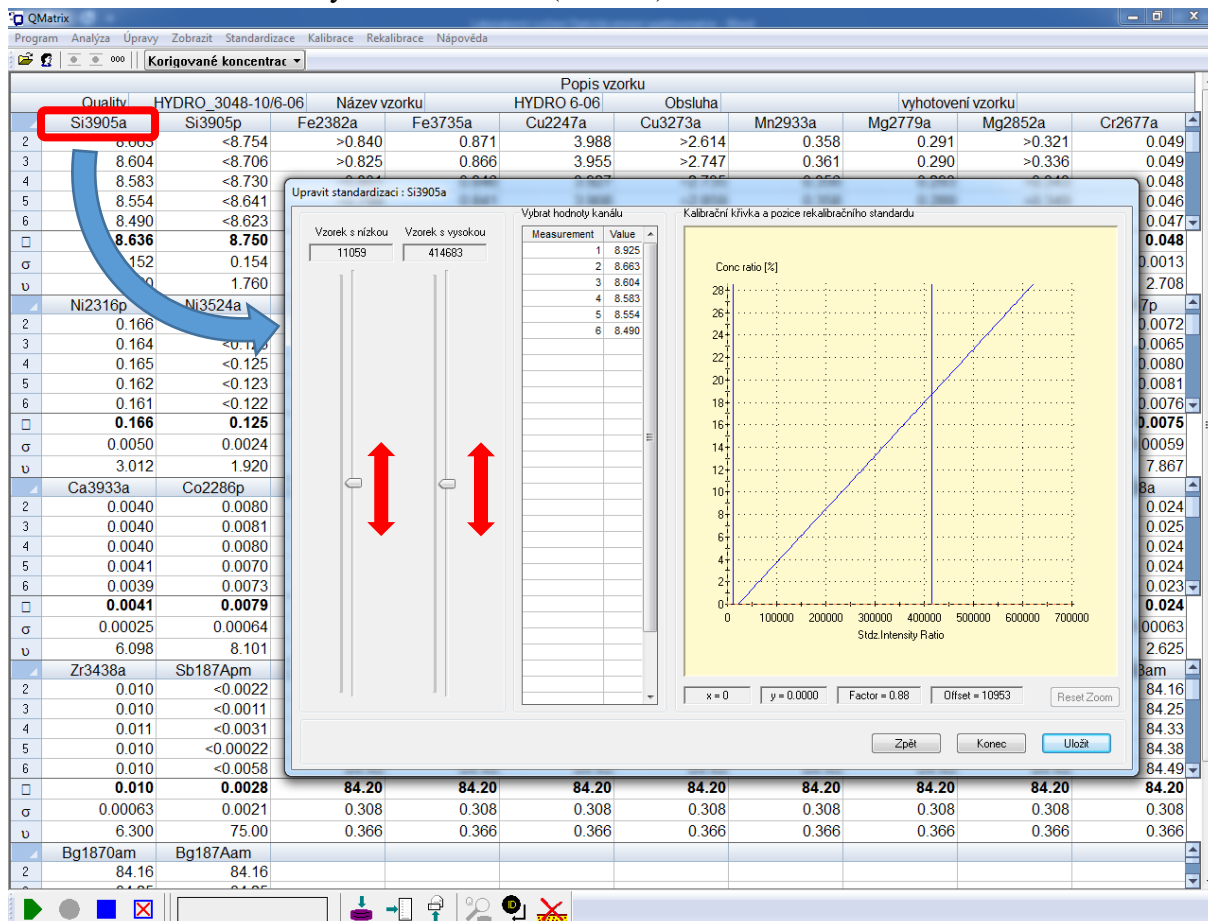 QMatrix
Program Analýza Úpravy Zobrazit Standardizace Kalibrace Rekalibrace Nápověda
000 Korigované koncentrac
Popis vzorku
Quality HYDRO_3048-10/6-06 Název vzorku HYDRO 6-06 Obsluha vyhotovení vzorku
Si3905a Si3905p Fe2382a Fe3735a Cu2247a Cu3273a Mn2933a Mg2779a Mg2852a Cr2677a
2 8.663 <8.754 >0.840 0.871 3.988 >2.614 0.358 0.291 >0.321 0.049
3 8.604 <8.706 >0.825 0.866 3.955 >2.747 0.361 0.290 >0.336 0.049
4 8.583 <8.730 0.048
5 8.554 <8.641 0.046
6 8.490 <8.623 0.047
8.636 8.750 0.048
σ .152 0.154 0.0013
υ 1.760 2.708
Ni2316p Ni3524a 7p
2 0.166 0.0072
3 0.164 0.0065
4 0.165 <0.125 0.0080
5 0.162 <0.123 0.0081
6 0.161 <0.122 0.0076
0.166 0.125 0.0075
σ 0.0050 0.0024 00059
υ 3.012 1.920 7.867
Ca3933a Co2286p 8a
2 0.0040 0.0080 0.024
3 0.0040 0.0081 0.025
4 0.0040 0.0080 0.024
5 0.0041 0.0070 0.024
6 0.0039 0.0073 0.023
0.0041 0.0079 0.024
σ 0.00025 0.00064 00063
υ 6.098 8.101 2.625
Zr3438a Sb187Apm 8am
2 0.010 <0.0022 84.16
3 0.010 <0.0011 84.25
4 0.011 <0.0031 84.33
5 0.010 <0.00022 84.38
6 0.010 <0.0058 84.49
0.010 0.0028 84.20 84.20 84.20 84.20 84.20 84.20 84.20 84.20
σ 0.00063 0.0021 0.308 0.308 0.308 0.308 0.308 0.308 0.308 0.308
υ 6.300 75.00 0.366 0.366 0.366 0.366 0.366 0.366 0.366 0.366
Bg1870am Bg187Aam
2 84.16 84.16
Upravit standardizaci : Si3905a
Vzorek s nízkou Vzorek s vysokou
11059 414683
Vybrat hodnoty kanálu
Measurement Value
1 8.925
2 8.663
3 8.604
4 8.583
5 8.554
6 8.490
Kalibrační křivka a pozice rekalibračního standardu
Conc ratio [%]
28
26
24
22
20
18
16
14
12
10
8
6
4
2
0
0 100000 200000 300000 400000 500000 600000 700000
Stdz.Intensity Ratio
x = 0 y = 0.0000 Factor = 0.88 Offset = 10953 Reset Zoom
Zpět Konec Uložit